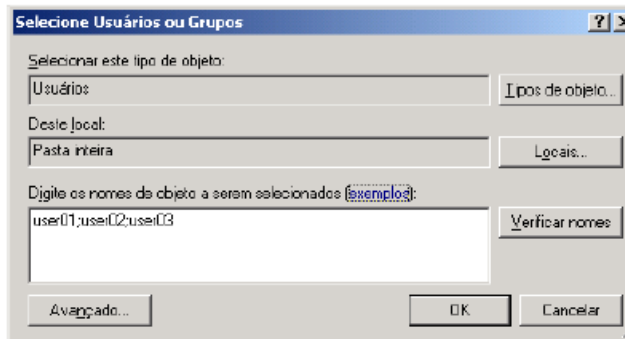 Selecione Usuários ou Grupos
Selecionar este tipo de objeto:
Usuários
Tipos de objeto...
Deste local:
Pasta inteira
Locais...
Digite os nomes de objeto a serem selecionados (exemplos):
user01;user02;user03
Verificar nomes
Avançado...
OK
Cancelar